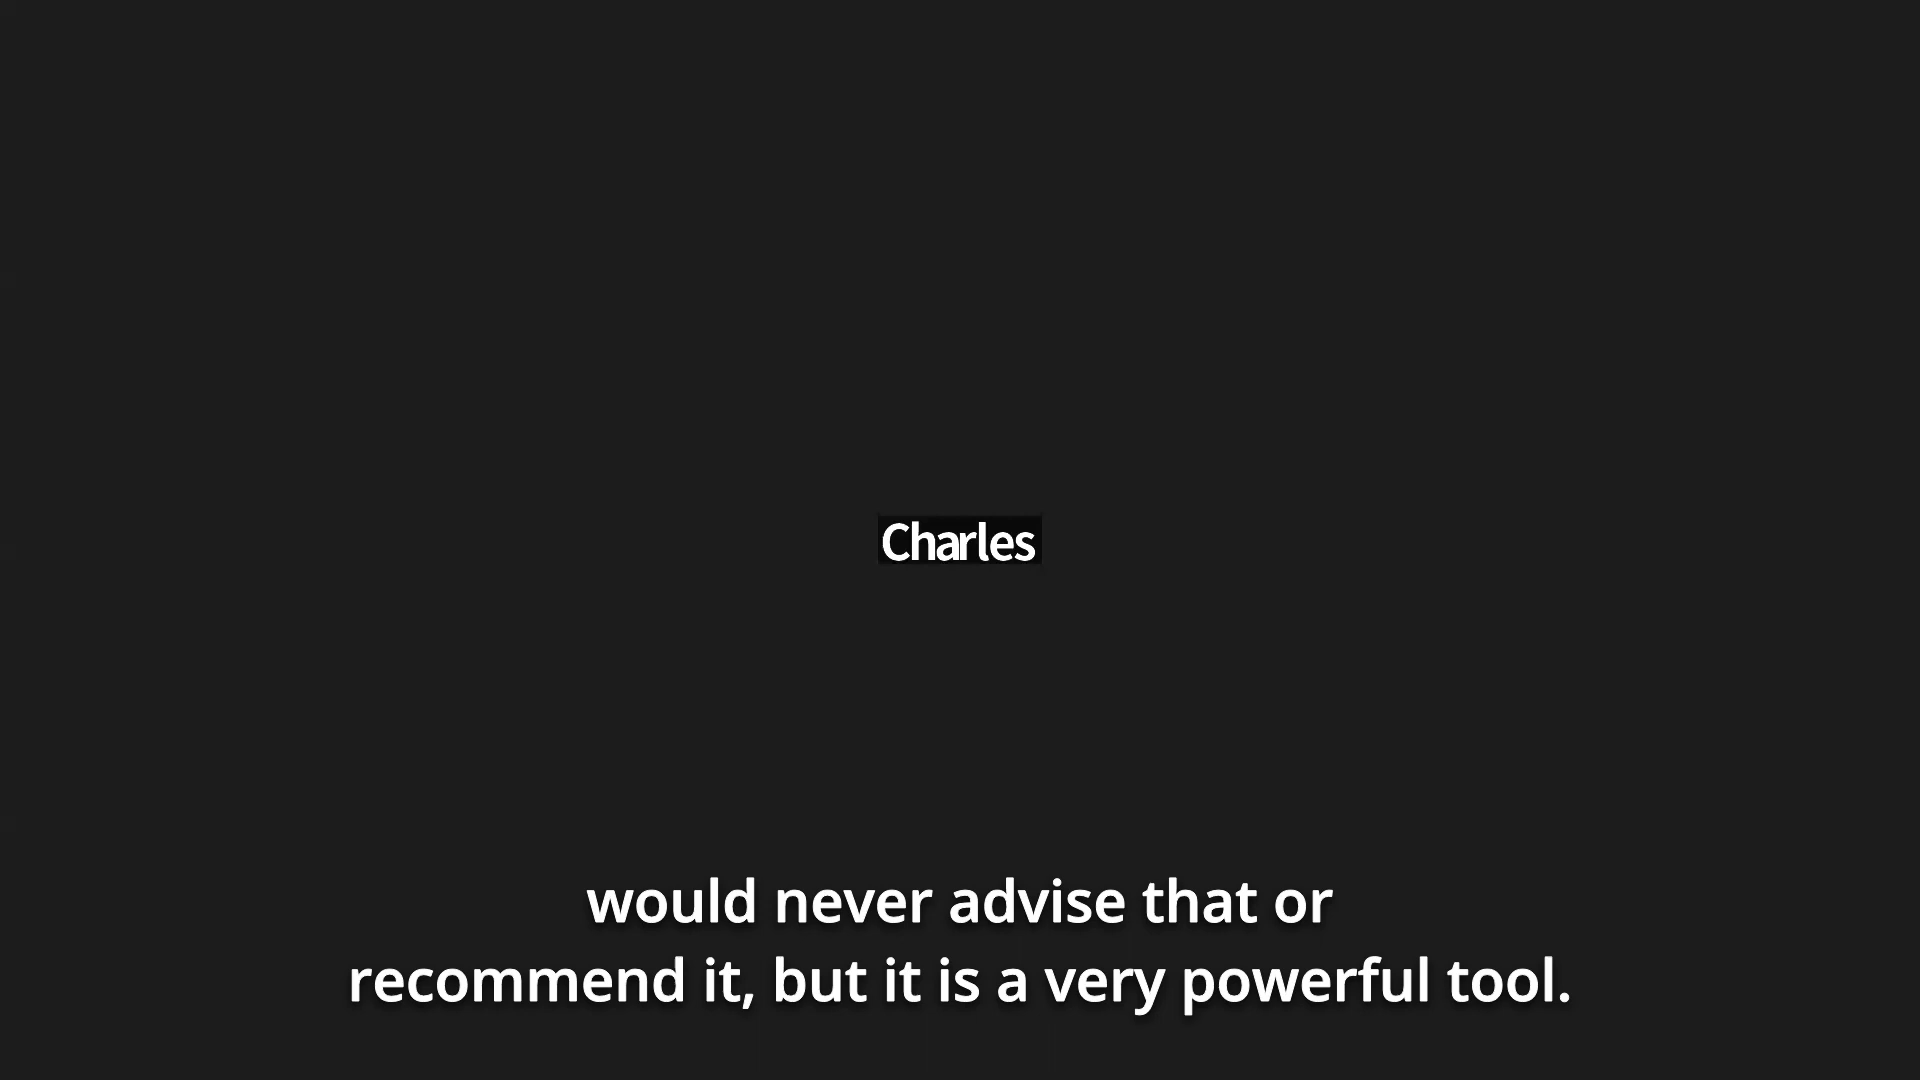 Charles
would never advise that or
recommend it, but it is a very powerful tool.